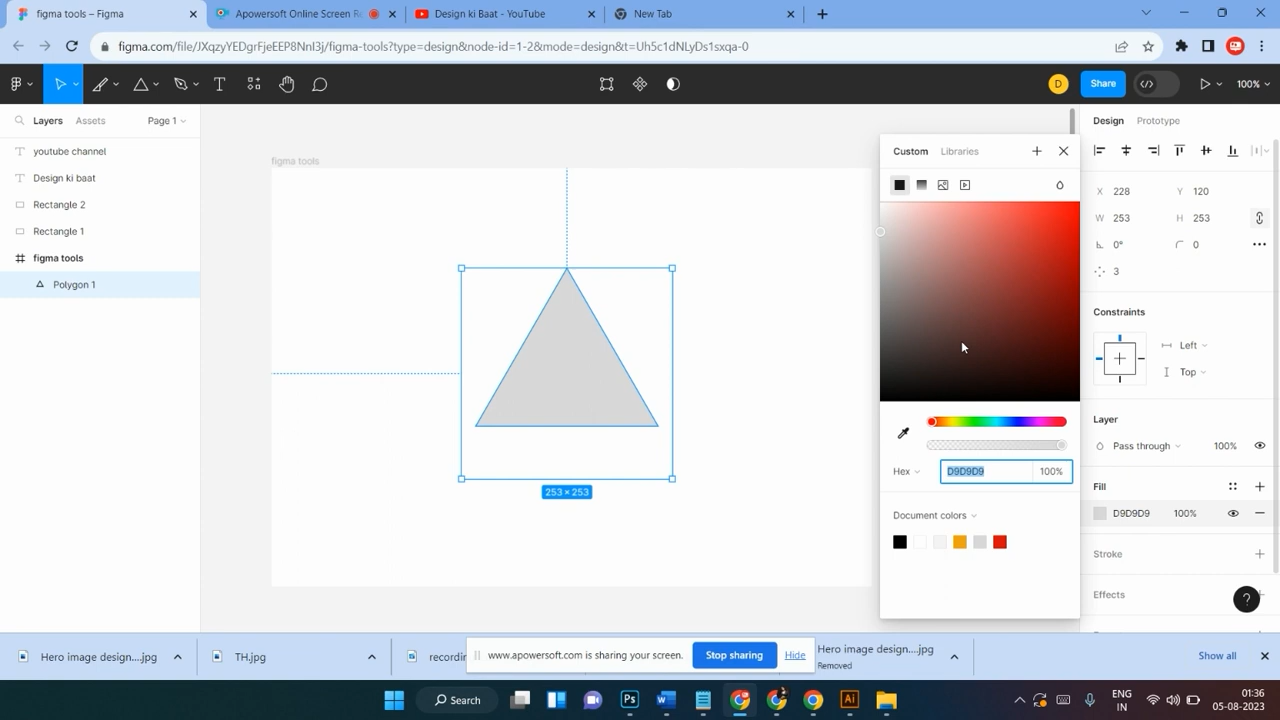 figma tools – Figma
Apowersoft Online Screen Re
Design ki Baat - YouTube
New Tab
figma.com/file/JXqzyYEDgrFjeEEP8NnI3j/figma-tools?type=design&node-id=1-2&mode=design&t=Uh5c1dNLyDs1sxqa-0
D
Share
100%
Layers
Assets
Page 1
youtube channel
Design ki baat
Rectangle 2
Rectangle 1
figma tools
Polygon 1
figma tools
253 × 253
Custom
Libraries
Hex
D9D9D9
100%
Document colors
Design
Prototype
X 228
Y 120
W 253
H 253
0°
0
3
Constraints
Left
Top
Layer
Pass through
100%
Fill
D9D9D9
100%
Stroke
Effects
?
Hero image design....jpg
TH.jpg
recordin
www.apowersoft.com is sharing your screen.
Stop sharing
Hide
Hero image design....jpg
Removed
Show all
Search
Ps
Ai
ENG
IN
01:36
05-08-2023